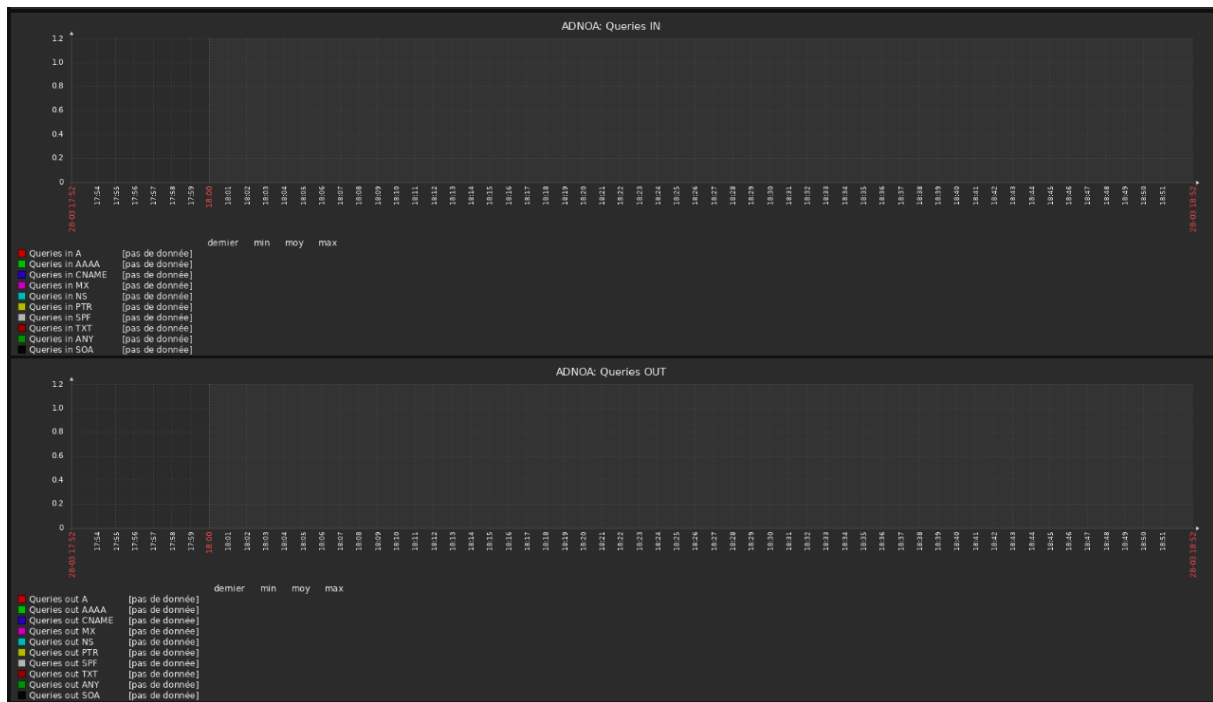 ADNOA: Queries IN
1.2
1.0
0.8
0.6
0.4
0.2
0
28-03 17:52 17:54 17:55 17:56 17:57 17:58 17:59 18:00 18:01 18:02 18:03 18:04 18:05 18:06 18:07 18:08 18:09 18:10 18:11 18:12 18:13 18:14 18:15 18:16 18:17 18:18 18:19 18:20 18:21 18:22 18:23 18:24 18:25 18:26 18:27 18:28 18:29 18:30 18:31 18:32 18:33 18:34 18:35 18:36 18:37 18:38 18:39 18:40 18:41 18:42 18:43 18:44 18:45 18:46 18:47 18:48 18:49 18:50 18:51 28-03 18:52
dernier min moy max
Queries in A [pas de donnée]
Queries in AAAA [pas de donnée]
Queries in CNAME [pas de donnée]
Queries in MX [pas de donnée]
Queries in NS [pas de donnée]
Queries in PTR [pas de donnée]
Queries in SPF [pas de donnée]
Queries in TXT [pas de donnée]
Queries in ANY [pas de donnée]
Queries in SOA [pas de donnée]
ADNOA: Queries OUT
1.2
1.0
0.8
0.6
0.4
0.2
0
28-03 17:52 17:54 17:55 17:56 17:57 17:58 17:59 18:00 18:01 18:02 18:03 18:04 18:05 18:06 18:07 18:08 18:09 18:10 18:11 18:12 18:13 18:14 18:15 18:16 18:17 18:18 18:19 18:20 18:21 18:22 18:23 18:24 18:25 18:26 18:27 18:28 18:29 18:30 18:31 18:32 18:33 18:34 18:35 18:36 18:37 18:38 18:39 18:40 18:41 18:42 18:43 18:44 18:45 18:46 18:47 18:48 18:49 18:50 18:51 28-03 18:52
dernier min moy max
Queries out A [pas de donnée]
Queries out AAAA [pas de donnée]
Queries out CNAME [pas de donnée]
Queries out MX [pas de donnée]
Queries out NS [pas de donnée]
Queries out PTR [pas de donnée]
Queries out SPF [pas de donnée]
Queries out TXT [pas de donnée]
Queries out ANY [pas de donnée]
Queries out SOA [pas de donnée]